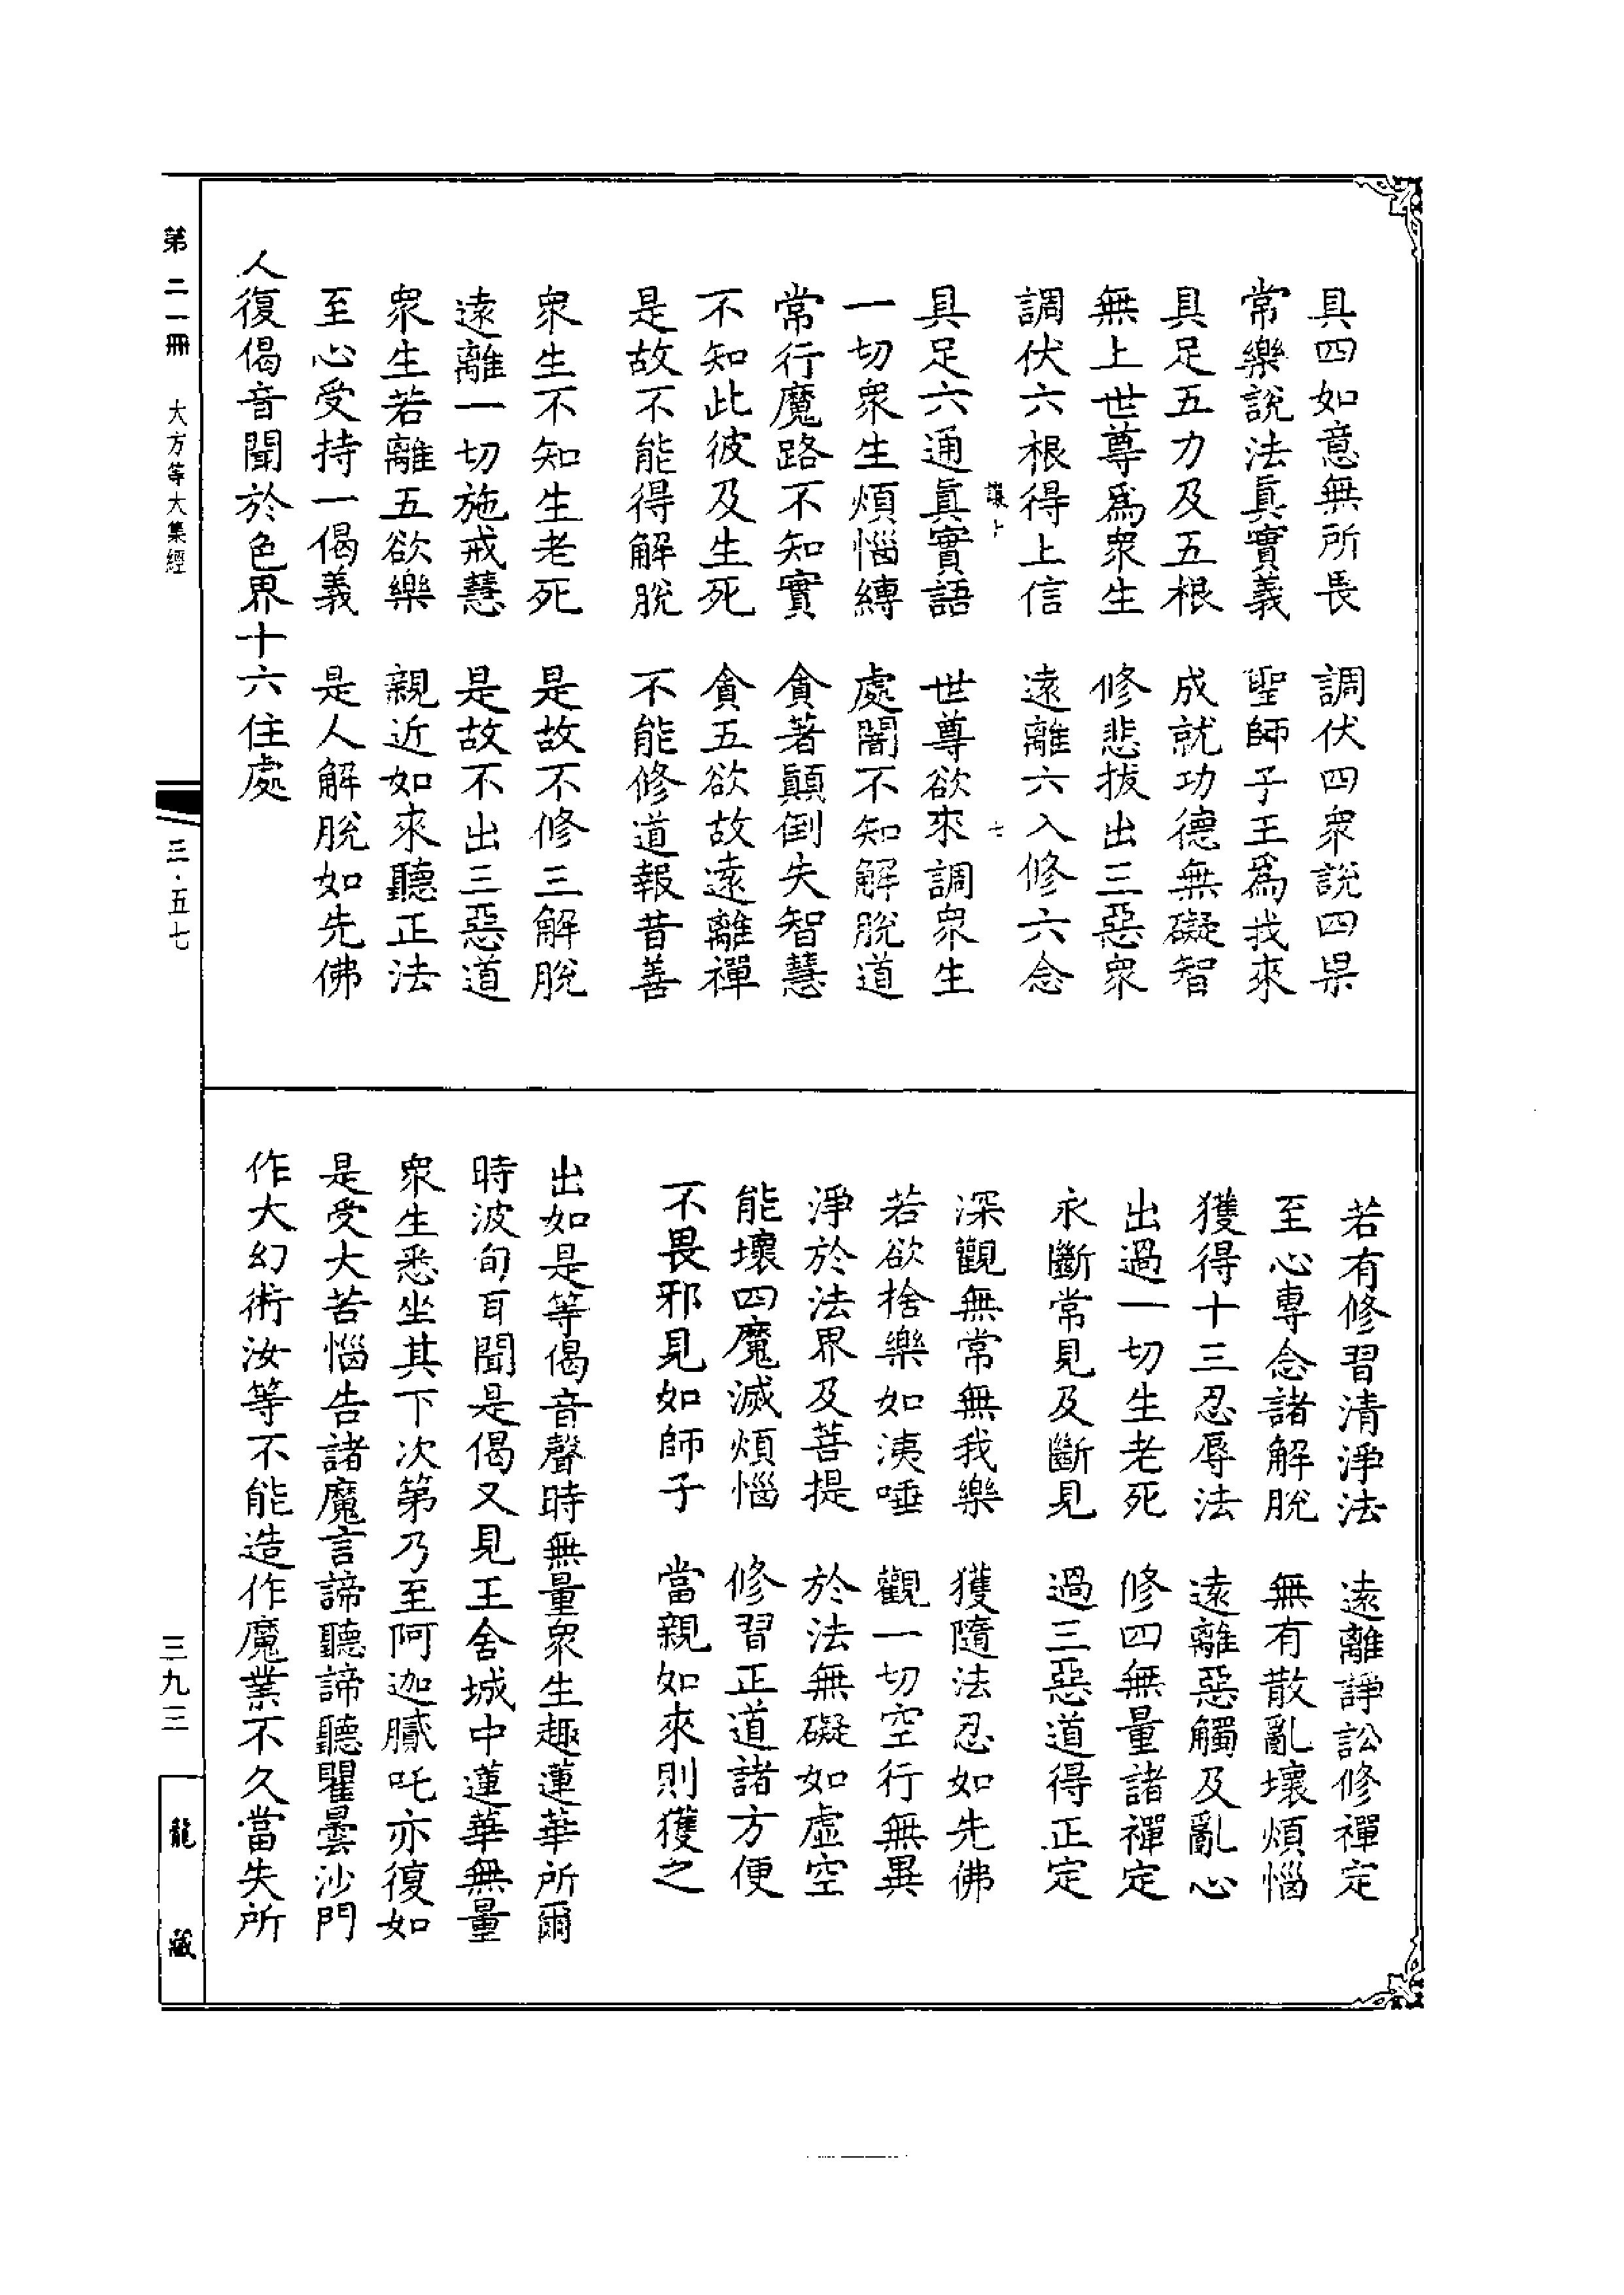 具四如意無所長　調伏四衆說四果
常樂說法眞實義　聖師子王爲我來
具足五力及五根　成就功德無礙智
無上世尊爲衆生　修悲拔出三惡衆
調伏六根得上信　遠離六入修六念
讓上　七
具足六通眞實語　世尊欲來調衆生
一切衆生煩惱縛　處闇不知解脫道
常行魔路不知實　貪著顚倒失智慧
不知此彼及生死　貪五欲故遠離禪
是故不能得解脫　不能修道報昔善
衆生不知生老死　是故不修三解脫
遠離一切施戒慧　是故不出三惡道
衆生若離五欲樂　親近如來聽正法
至心受持一偈義　是人解脫如先佛
人復偈音聞於色界十六住處
若有修習清淨法　遠離諍訟修禪定
至心專念諸解脫　無有散亂壞煩惱
獲得十三忍辱法　遠離惡觸及亂心
出過一切生老死　修四無量諸禪定
永斷常見及斷見　過三惡道得正定
深觀無常無我樂　獲隨法忍如先佛
若欲捨樂如洟唾　觀一切空行無異
淨於法界及菩提　於法無礙如虛空
能壞四魔滅煩惱　修習正道諸方便
不畏邪見如師子　當親如來則獲之
出如是等偈音聲時無量衆生趣蓮華所爾
時波旬耳聞是偈又見王舍城中蓮華無量
衆生悉坐其下次第乃至阿迦膩吒亦復如
是受大苦惱告諸魔言諦聽諦聽瞿曇沙門
作大幻術汝等不能造作魔業不久當失所
第二一冊　大方等大集經
三·五七
三九三
龍藏